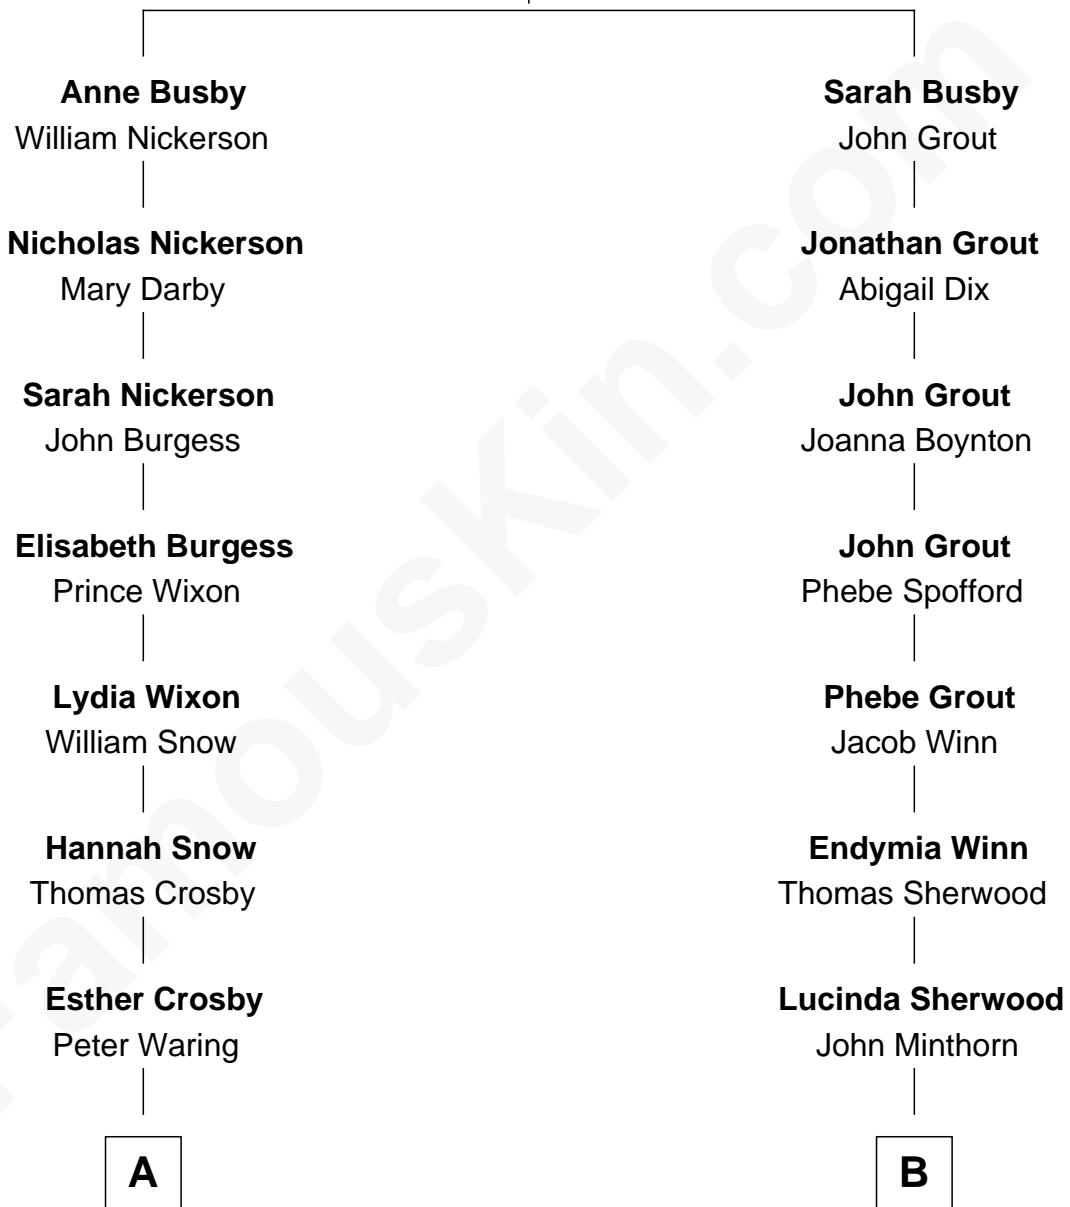 Anne Busby
William Nickerson
Nicholas Nickerson
Mary Darby
Sarah Nickerson
John Burgess
Elisabeth Burgess
Prince Wixon
Lydia Wixon
William Snow
Hannah Snow
Thomas Crosby
Esther Crosby
Peter Waring
A
Sarah Busby
John Grout
Jonathan Grout
Abigail Dix
John Grout
Joanna Boynton
John Grout
Phebe Spofford
Phebe Grout
Jacob Winn
Endymia Winn
Thomas Sherwood
Lucinda Sherwood
John Minthorn
B
FamousKin.com